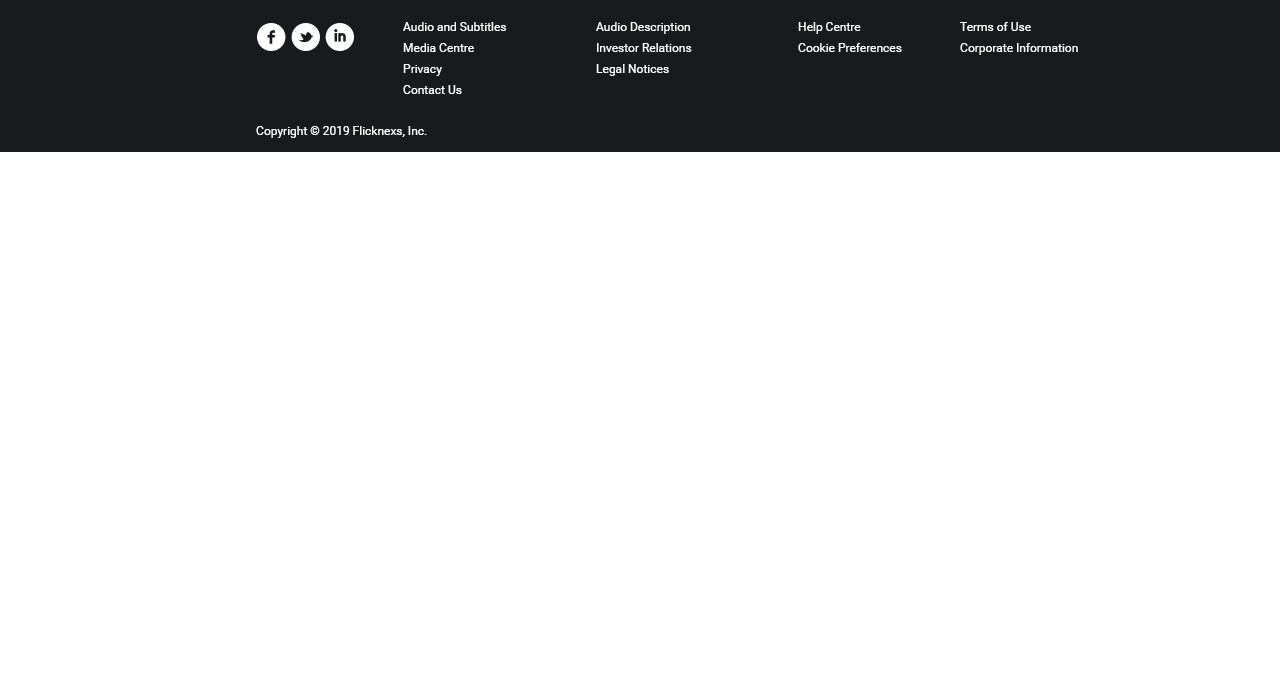 Audio and Subtitles
Media Centre
Privacy
Contact Us
Audio Description
Investor Relations
Legal Notices
Help Centre
Cookie Preferences
Terms of Use
Corporate Information
Copyright © 2019 Flicknexs, Inc.